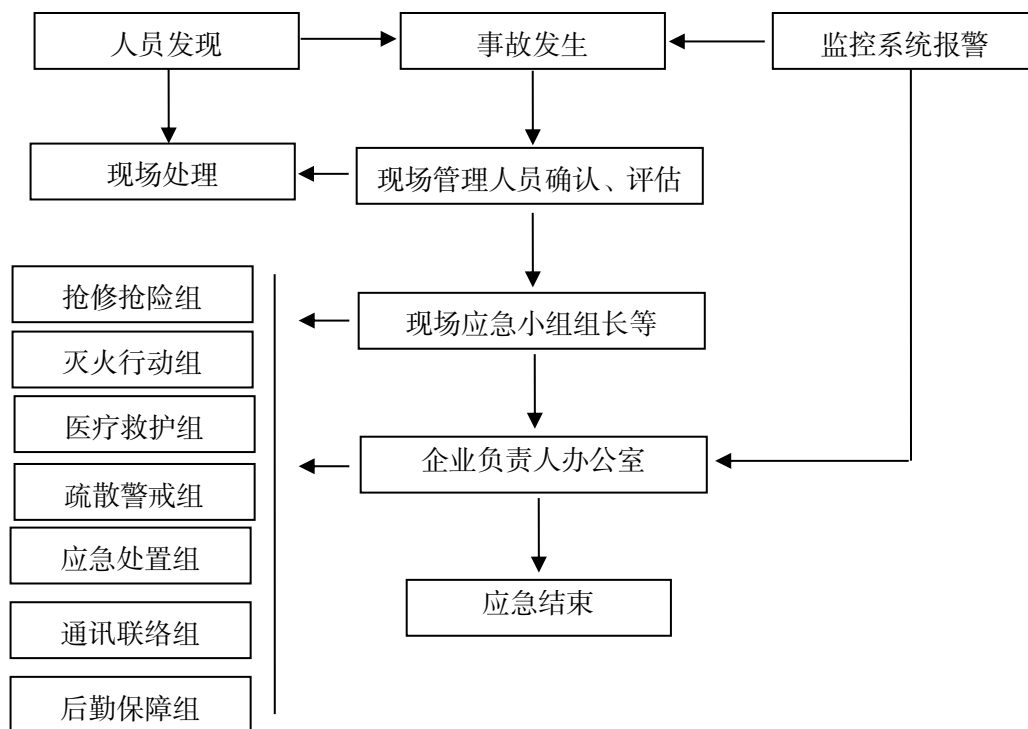 人员发现
事故发生
监控系统报警
现场处理
现场管理人员确认、评估
抢修抢险组
现场应急小组组长等
灭火行动组
医疗救护组
企业负责人办公室
疏散警戒组
应急处置组
应急结束
通讯联络组
后勤保障组